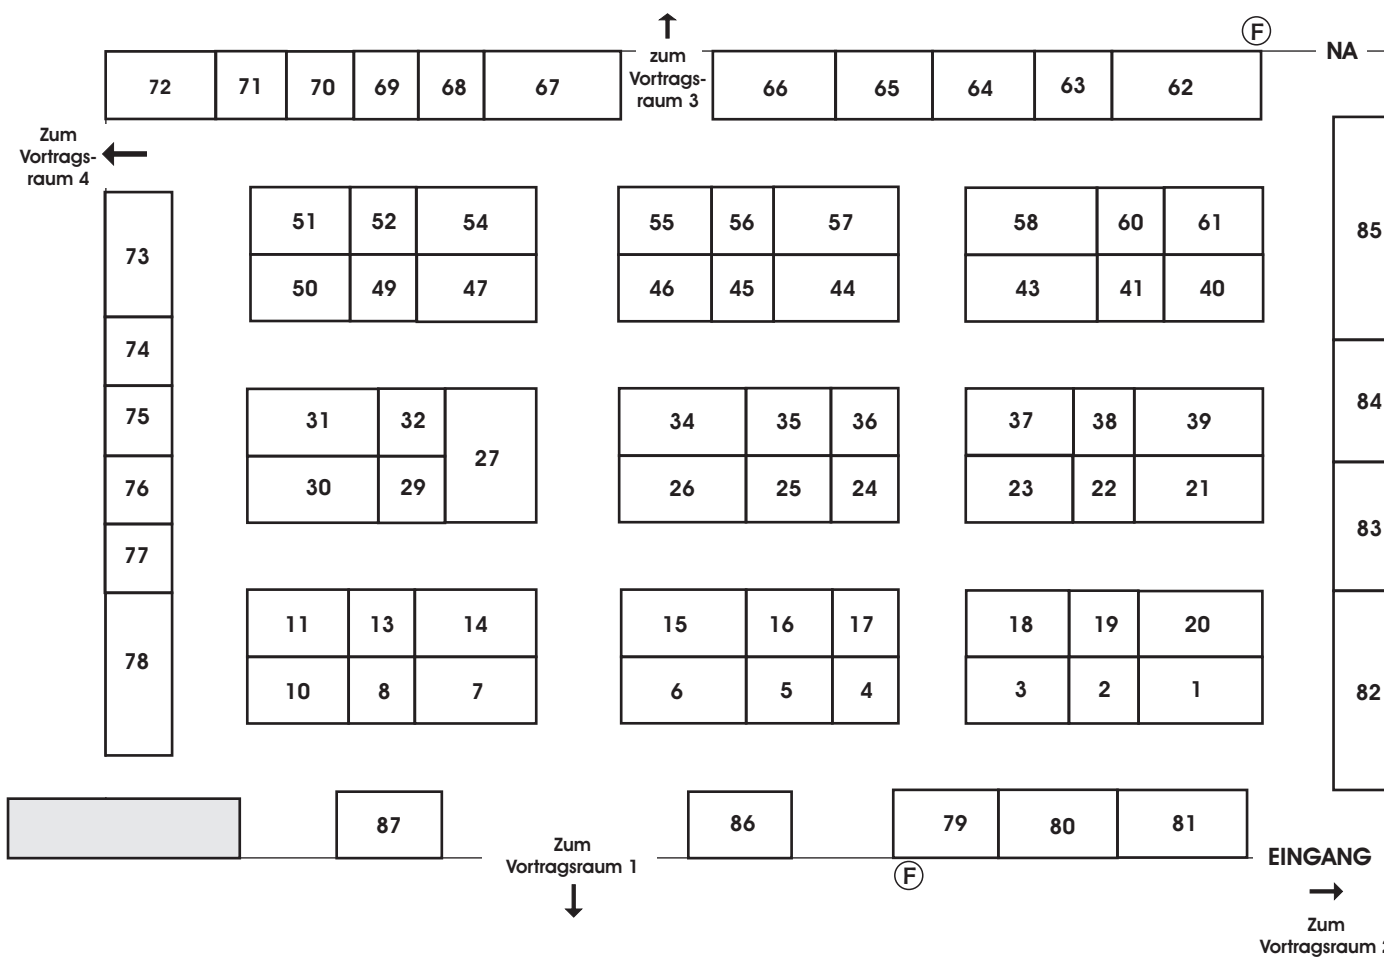 F
NA
zum
Vortrags-
raum 3
72 71 70 69 68 67 66 65 64 63 62
Zum
Vortrags-
raum 4
51 52 54 55 56 57 58 60 61
50 49 47 46 45 44 43 41 40
73
74
75
76
77
78
85
84
83
82
31 32 34 35 36 37 38 39
27
30 29 26 25 24 23 22 21
11 13 14 15 16 17 18 19 20
10 8 7 6 5 4 3 2 1
87 86 79 80 81
Zum
Vortragsraum 1
F
EINGANG
Zum
Vortragsraum